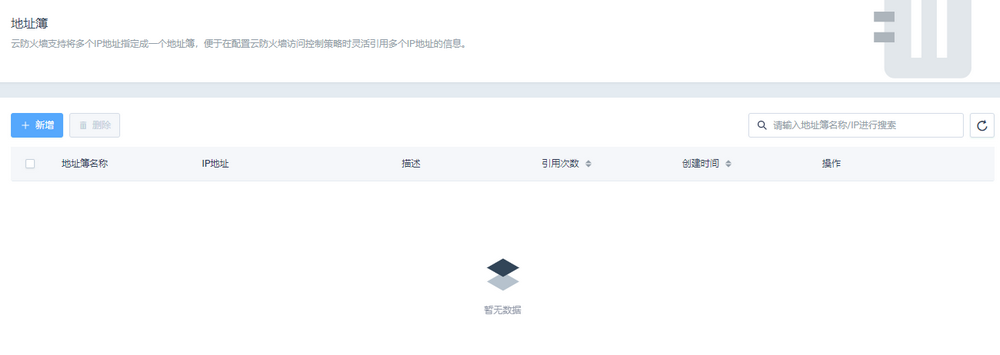 地址簿
云防火墙支持将多个IP地址指定成一个地址簿，便于在配置云防火墙访问控制策略时灵活引用多个IP地址的信息。
新增 删除 请输入地址簿名称/IP进行搜索
地址簿名称 IP地址 描述 引用次数 创建时间 操作
暂无数据